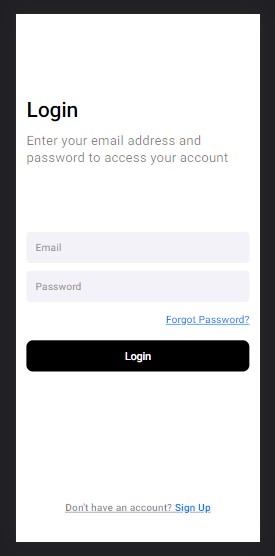 Login
Enter your email address and
password to access your account
Email
Password
Forgot Password?
Login
Don't have an account? Sign Up